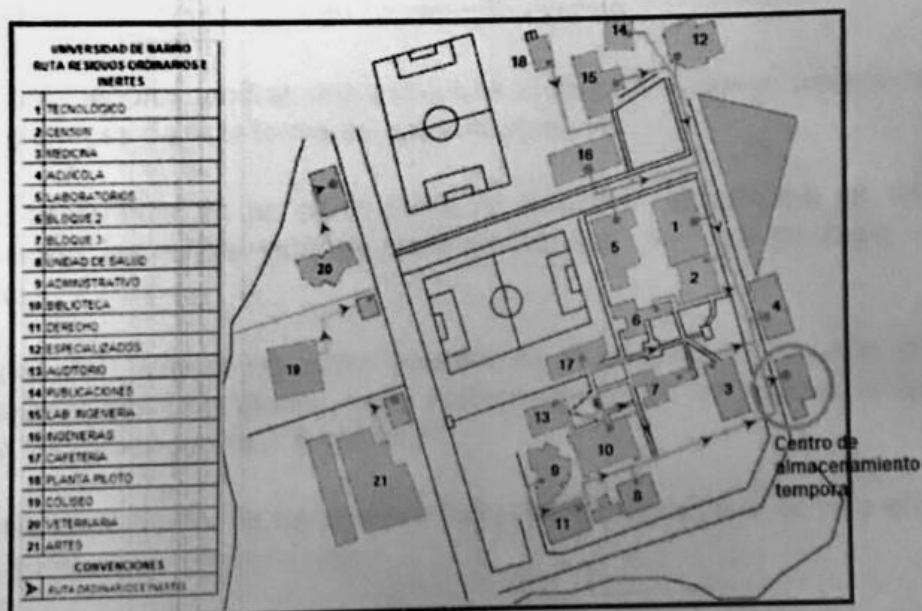 UNIVERSIDAD DE NARIÑO
RUTA RESIDUOS ORDINARIOS E
INERTES
1 TECNOLOGICO
2 CENSUN
3 MEDICINA
4 ACUICOLA
5 LABORATORIOS
6 BLOQUE 2
7 BLOQUE 3
8 UNIDAD DE SALUD
9 ADMINISTRATIVO
10 BIBLIOTECA
11 DERECHO
12 ESPECIALIZADOS
13 AUDITORIO
14 PUBLICACIONES
15 LAB INGENERIA
16 INGENIERIAS
17 CAFETERIA
18 PLANTA PILOTO
19 COLISEO
20 VETERINARIA
21 ARTES
CONVENCIONES
RUTA ORDINARIOS E INERTES
14
12
18
15
16
20
5
1
2
6
4
19
17
7
3
13
10
9
21
8
11
Centro de
almacenamiento
tempora